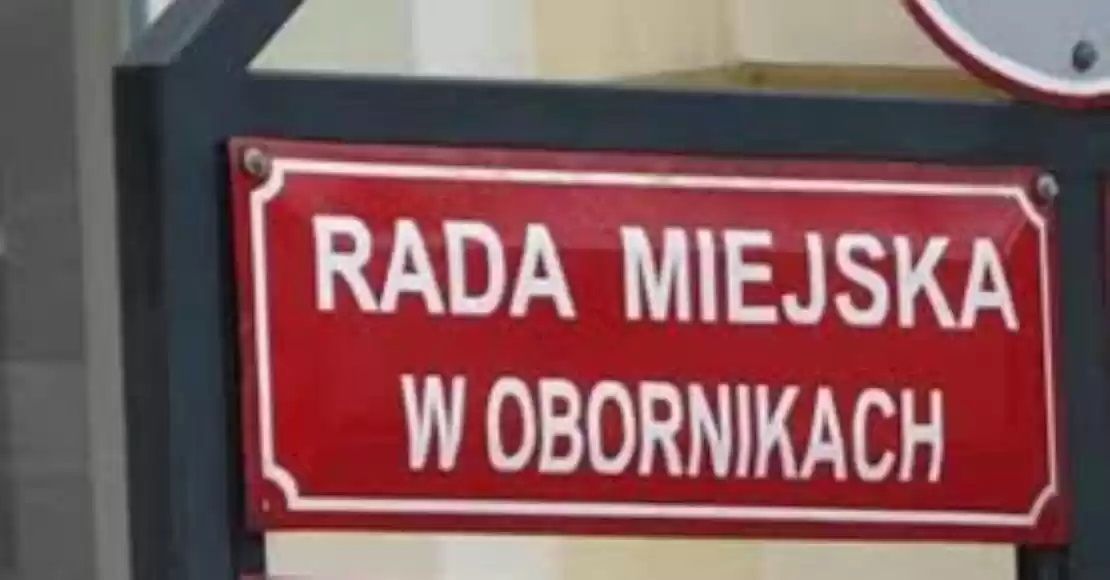 RADA MIEJSKA
W OBORNIKACH